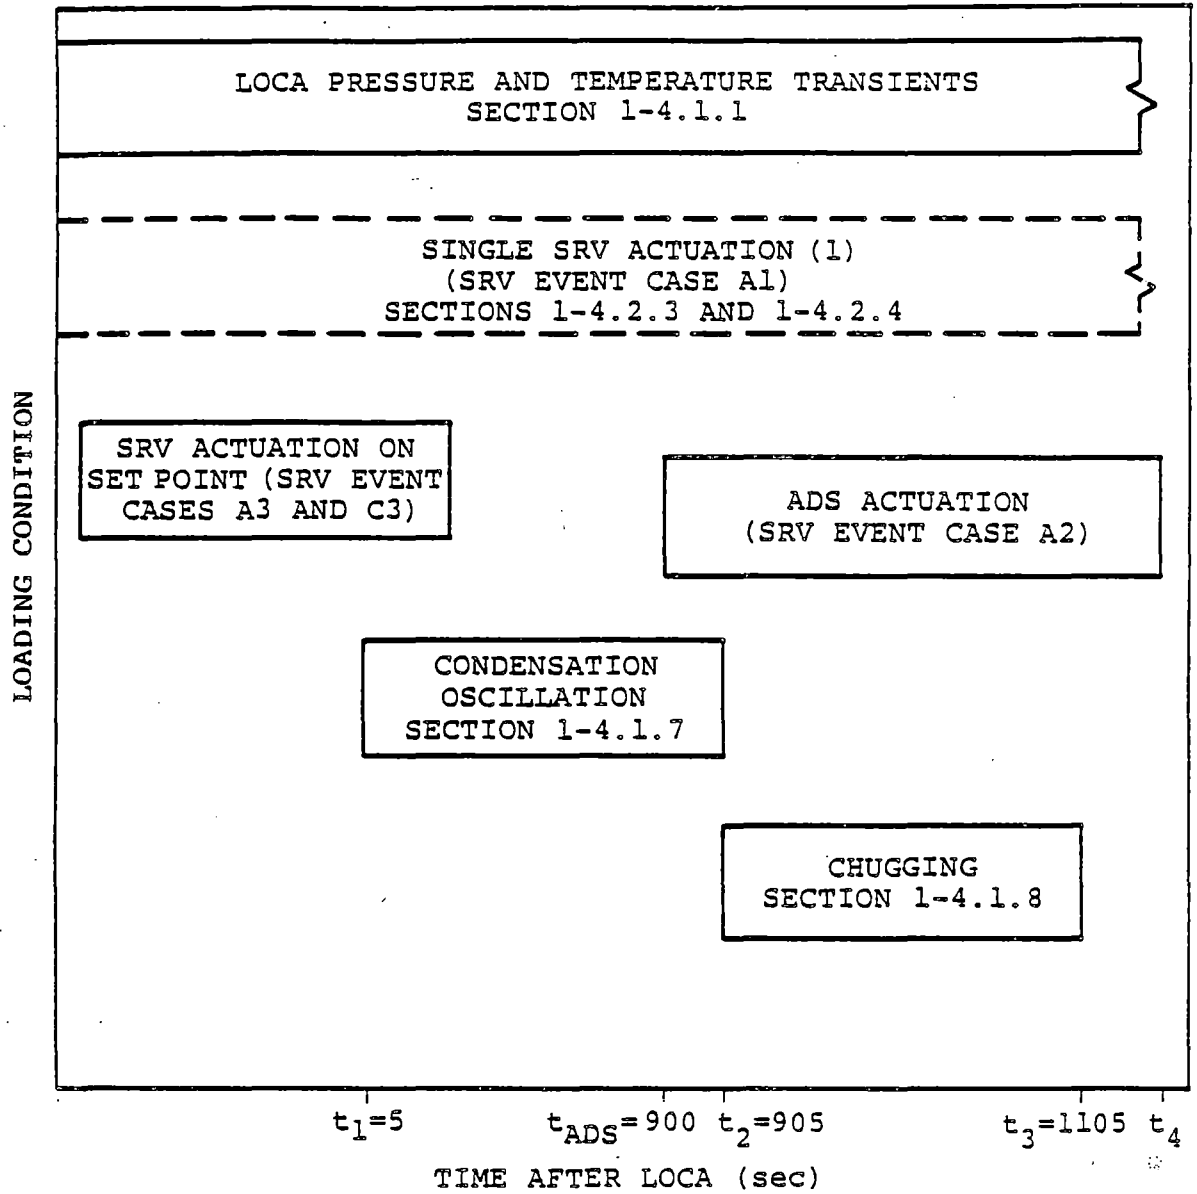 LOCA PRESSURE AND TEMPERATURE TRANSIENTS
SECTION 1-4.1.1
SINGLE SRV ACTUATION (1)
(SRV EVENT CASE A1)
SECTIONS 1-4.2.3 AND 1-4.2.4
LOADING CONDITION
SRV ACTUATION ON
SET POINT (SRV EVENT
CASES A3 AND C3)
ADS ACTUATION
(SRV EVENT CASE A2)
CONDENSATION
OSCILLATION
SECTION 1-4.1.7
CHUGGING
SECTION 1-4.1.8
t1=5 tADS=900 t2=905 t3=1105 t4
TIME AFTER LOCA (sec)